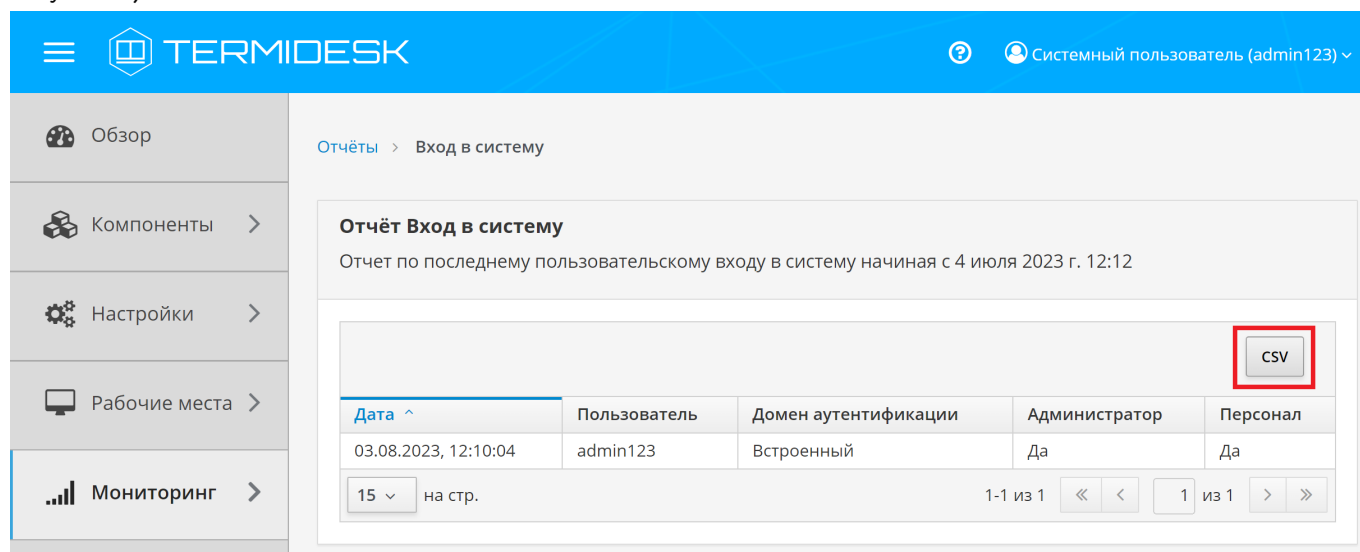 TERMIDESK
Системный пользователь (admin123)
Обзор
Отчёты > Вход в систему
Компоненты
Отчёт Вход в систему
Отчет по последнему пользовательскому входу в систему начиная с 4 июля 2023 г. 12:12
Настройки
CSV
Рабочие места
Дата Пользователь Домен аутентификации Администратор Персонал
03.08.2023, 12:10:04 admin123 Встроенный Да Да
Мониторинг
15 на стр. 1-1 из 1 « < 1 из 1 > »